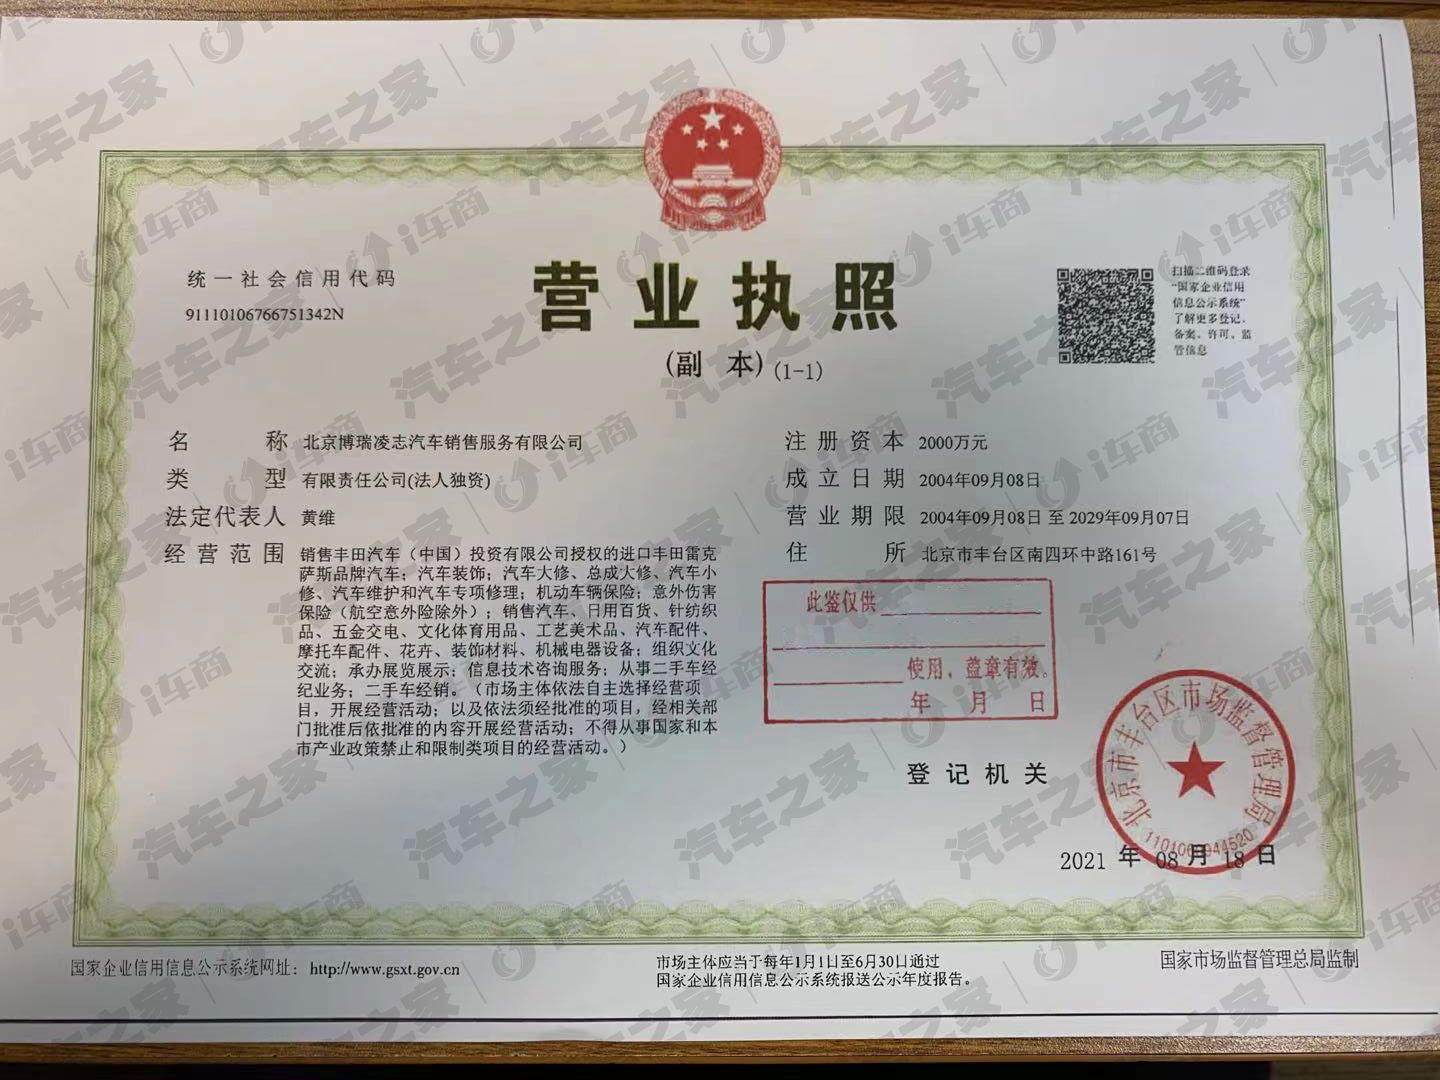 统一社会信用代码
91110106766751342N
营业执照
(副 本) (1-1)
扫描二维码登录
“国家企业信用
信息公示系统”
了解更多登记、
备案、许可、监
管信息
名 称 北京博瑞凌志汽车销售服务有限公司
类 型 有限责任公司(法人独资)
法定代表人 黄维
经营范围 销售丰田汽车（中国）投资有限公司授权的进口丰田雷克
萨斯品牌汽车；汽车装饰；汽车大修、总成大修、汽车小
修、汽车维护和汽车专项修理；机动车辆保险；意外伤害
保险（航空意外险除外）；销售汽车、日用百货、针纺织
品、五金交电、文化体育用品、工艺美术品、汽车配件、
摩托车配件、花卉、装饰材料、机械电器设备；组织文化
交流；承办展览展示；信息技术咨询服务；从事二手车经
纪业务；二手车经销。（市场主体依法自主选择经营项
目，开展经营活动；以及依法须经批准的项目，经相关部
门批准后依批准的内容开展经营活动；不得从事国家和本
市产业政策禁止和限制类项目的经营活动。）
注册资本 2000万元
成立日期 2004年09月08日
营业期限 2004年09月08日 至 2029年09月07日
住 所 北京市丰台区南四环中路161号
此鉴仅供
使用，盖章有效。
年 月 日
登记机关
北京市丰台区市场监督管理局
2021 年 08 月 18 日
国家企业信用信息公示系统网址： http://www.gsxt.gov.cn
市场主体应当于每年1月1日至6月30日通过
国家企业信用信息公示系统报送公示年度报告。
国家市场监督管理总局监制
汽车之家
i车商